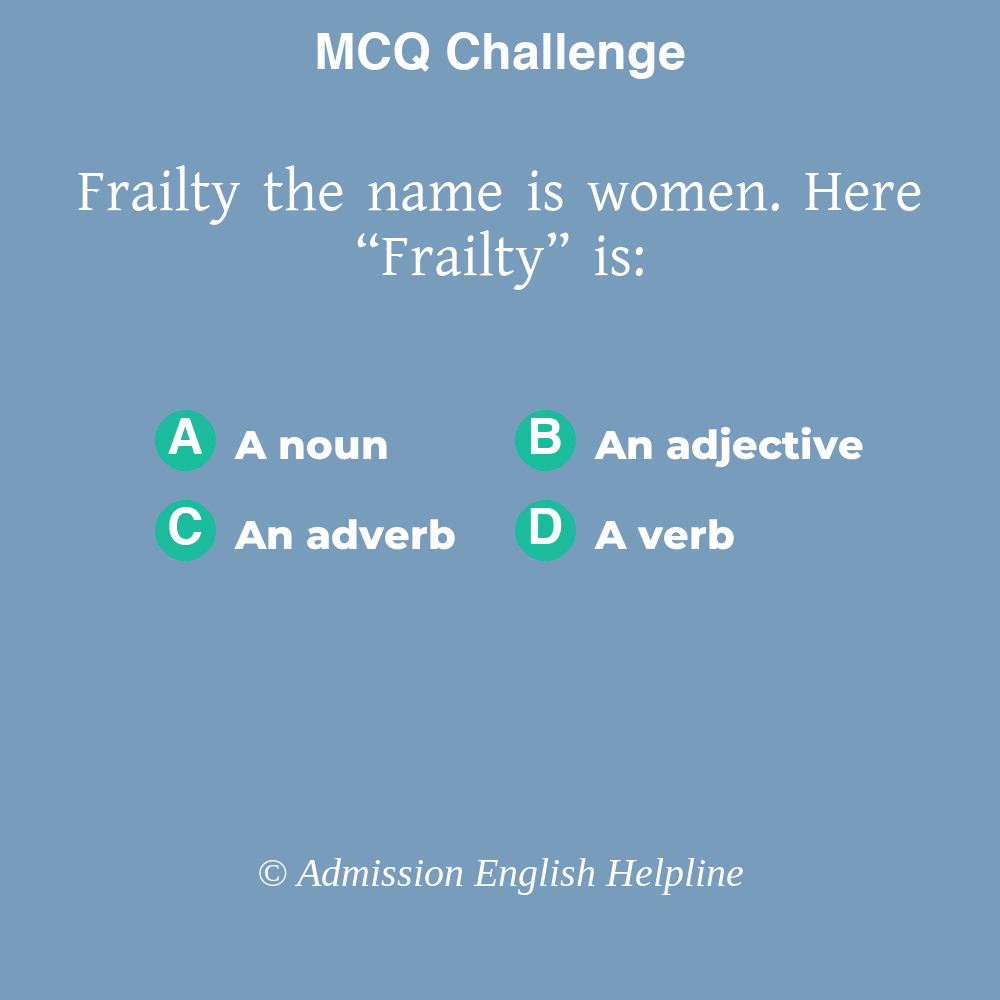 MCQ Challenge
Frailty the name is women. Here
“Frailty” is:
A A noun
B An adjective
C An adverb
D A verb
© Admission English Helpline